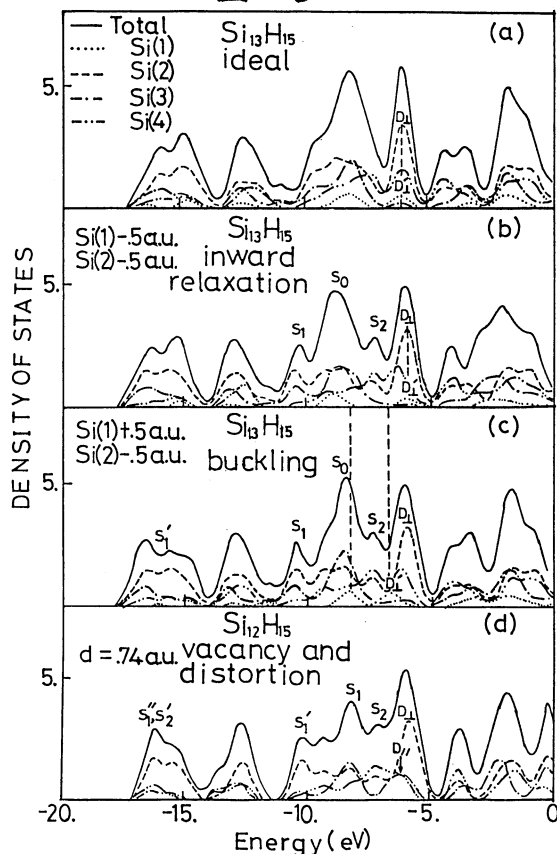 Total
Si(1)
Si(2)
Si(3)
Si(4)
Si₁₃H₁₅
ideal
(a)
5.
D⊥
D⊥
Si(1)-.5a.u.
Si(2)-.5a.u.
Si₁₃H₁₅
inward
relaxation
(b)
5.
S₁
S₀
S₂
D⊥
D⊥
Si(1)+.5a.u.
Si(2)-.5a.u.
Si₁₃H₁₅
buckling
(c)
5.
S₁′
S₁
S₀
S₂
D⊥
D⊥
Si₁₂H₁₅
d=.74a.u. vacancy and
distortion
(d)
5.
S₁″,S₂′
S₁′
S₁
S₂
D⊥
-20. -15. -10. -5. 0
Energy(eV)
DENSITY OF STATES